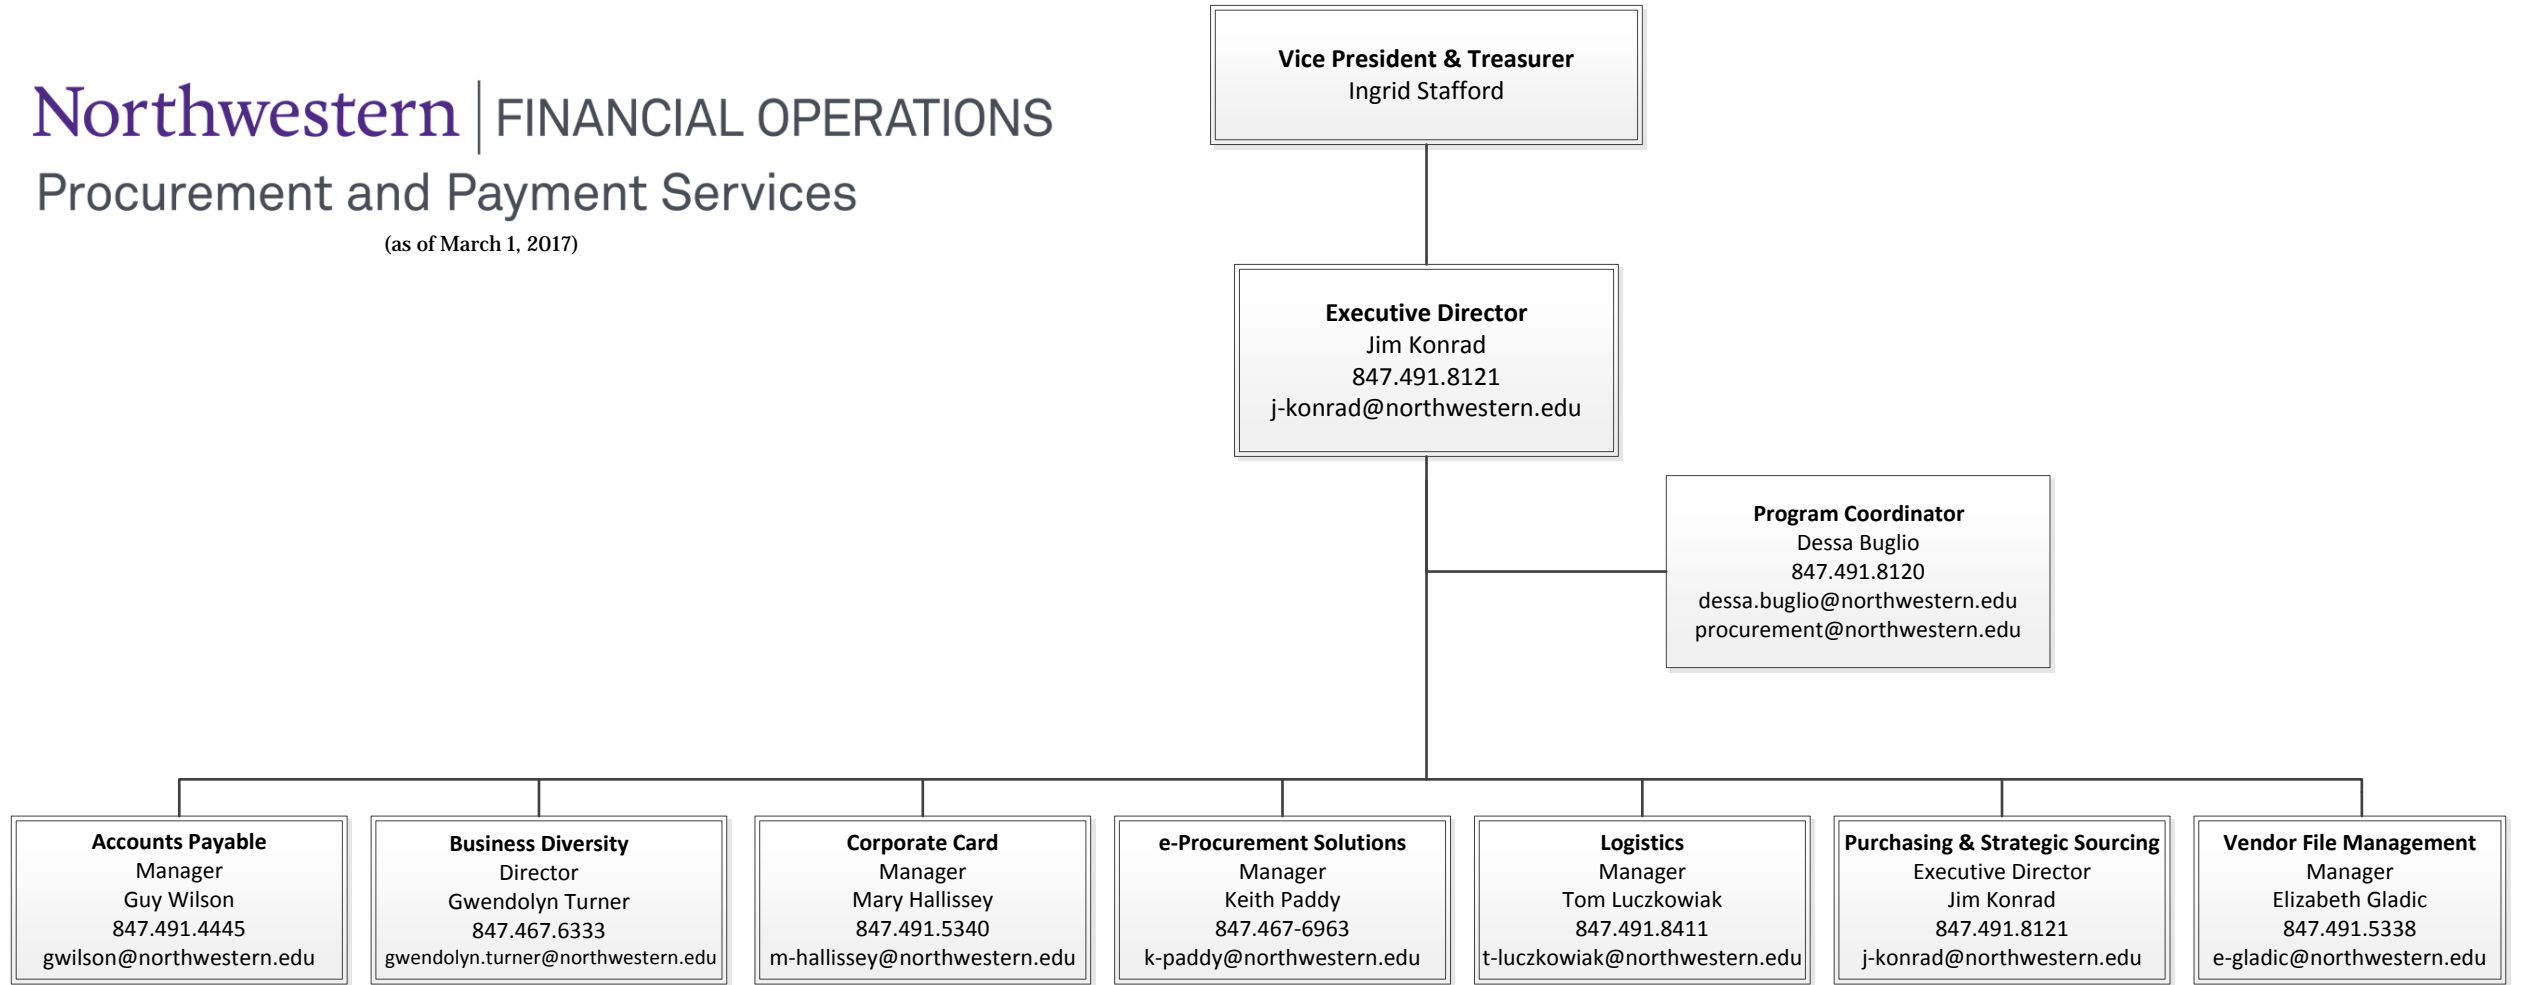 Northwestern | FINANCIAL OPERATIONS
Procurement and Payment Services
(as of March 1, 2017)
Vice President & Treasurer
Ingrid Stafford
Executive Director
Jim Konrad
847.491.8121
j-konrad@northwestern.edu
Program Coordinator
Dessa Buglio
847.491.8120
dessa.buglio@northwestern.edu
procurement@northwestern.edu
Accounts Payable
Manager
Guy Wilson
847.491.4445
gwilson@northwestern.edu
Business Diversity
Director
Gwendolyn Turner
847.467.6333
gwendolyn.turner@northwestern.edu
Corporate Card
Manager
Mary Hallissey
847.491.5340
m-hallissey@northwestern.edu
e-Procurement Solutions
Manager
Keith Paddy
847.467-6963
k-paddy@northwestern.edu
Logistics
Manager
Tom Luczkowiak
847.491.8411
t-luczkowiak@northwestern.edu
Purchasing & Strategic Sourcing
Executive Director
Jim Konrad
847.491.8121
j-konrad@northwestern.edu
Vendor File Management
Manager
Elizabeth Gladic
847.491.5338
e-gladic@northwestern.edu